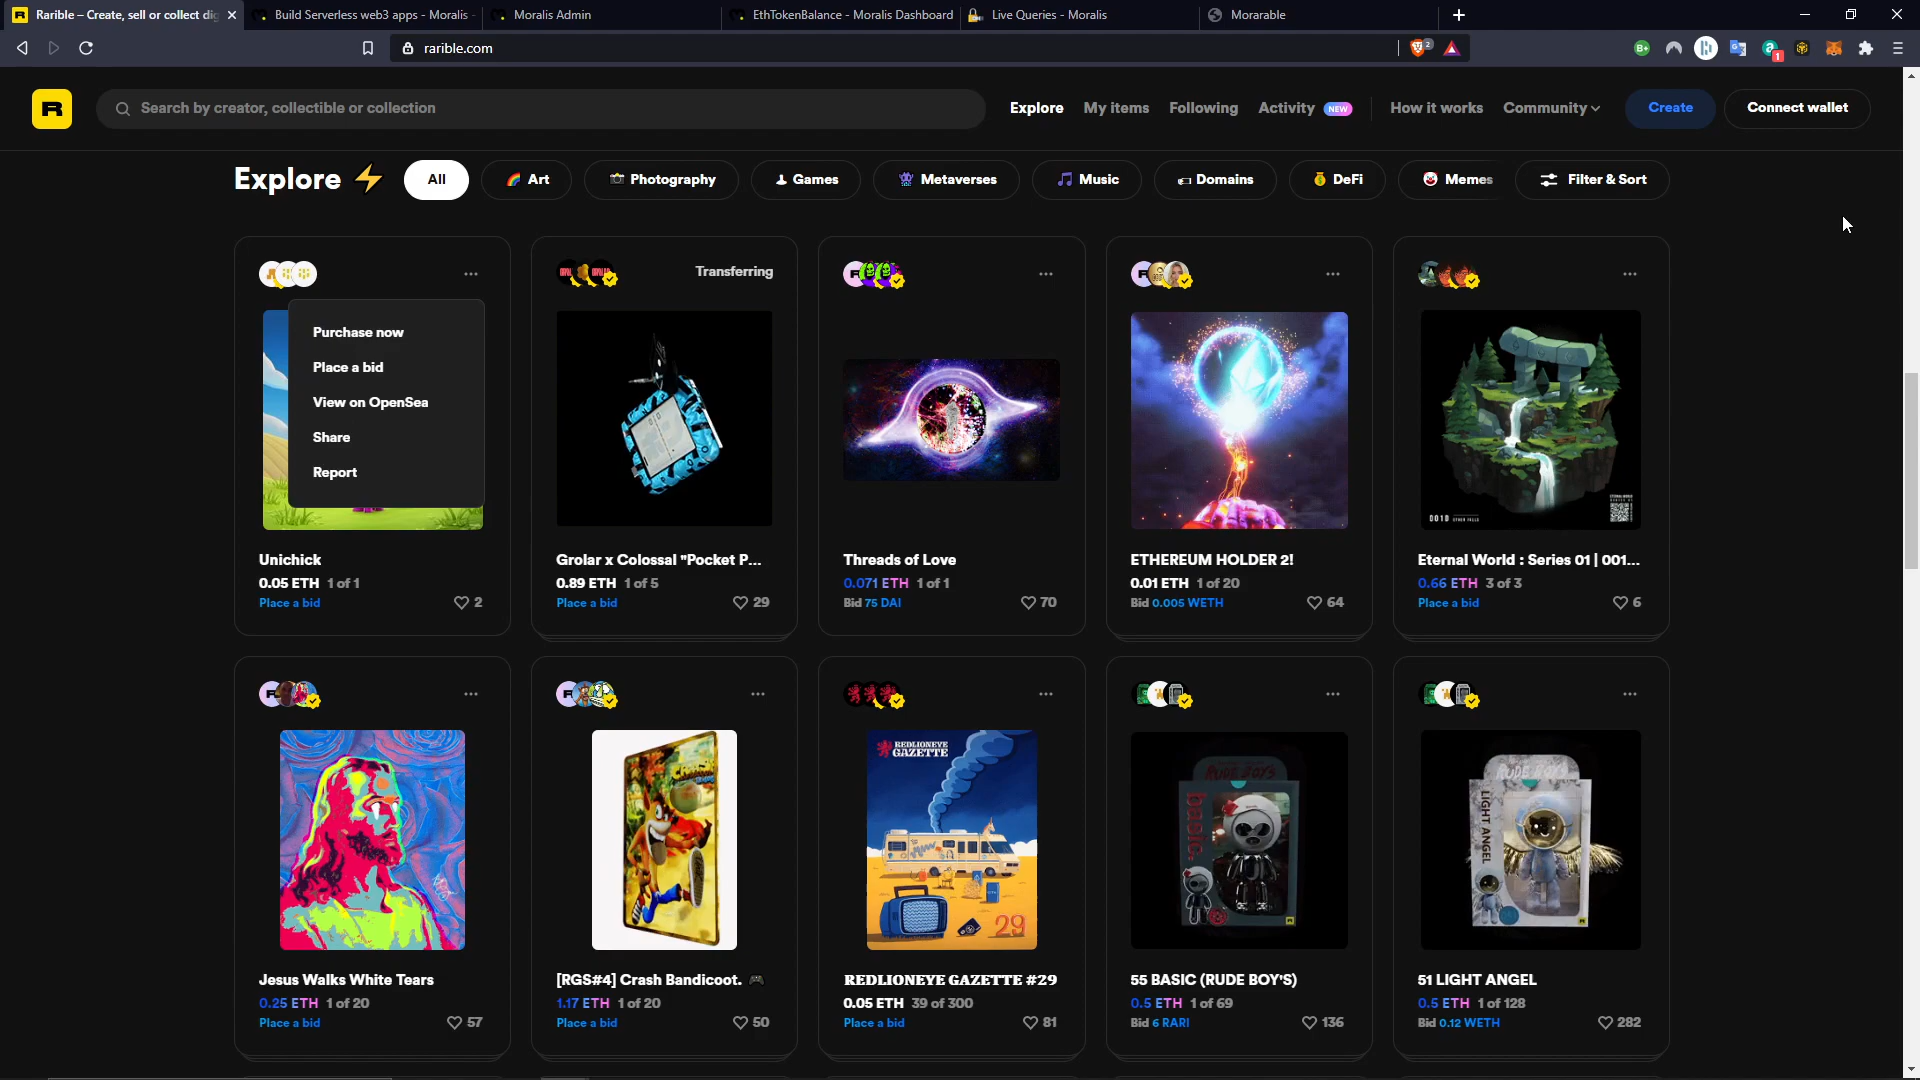 Rarible – Create, sell or collect dig
Build Serverless web3 apps - Moralis -
Moralis Admin
EthTokenBalance - Moralis Dashboard
Live Queries - Moralis
Morarable
rarible.com
2
1
R
Search by creator, collectible or collection
Explore
My items
Following
Activity
NEW
How it works
Community
Create
Connect wallet
Explore
All
Art
Photography
Games
Metaverses
Music
Domains
DeFi
Memes
Filter & Sort
Transferring
Purchase now
Place a bid
View on OpenSea
Share
Report
Unichick
0.05 ETH 1 of 1
Place a bid
2
Grolar x Colossal "Pocket P...
0.89 ETH 1 of 5
Place a bid
29
Threads of Love
0.071 ETH 1 of 1
Bid 75 DAI
70
ETHEREUM HOLDER 2!
0.01 ETH 1 of 20
Bid 0.005 WETH
64
Eternal World : Series 01 | 001...
0.66 ETH 3 of 3
Place a bid
6
REDLIONEYE
GAZETTE
29
RUDE BOYS
basic.
LIGHT ANGEL
Jesus Walks White Tears
0.25 ETH 1 of 20
Place a bid
57
[RGS#4] Crash Bandicoot.
1.17 ETH 1 of 20
Place a bid
50
REDLIONEYE GAZETTE #29
0.05 ETH 39 of 300
Place a bid
81
55 BASIC (RUDE BOY'S)
0.5 ETH 1 of 69
Bid 6 RARI
136
51 LIGHT ANGEL
0.5 ETH 1 of 128
Bid 0.12 WETH
282